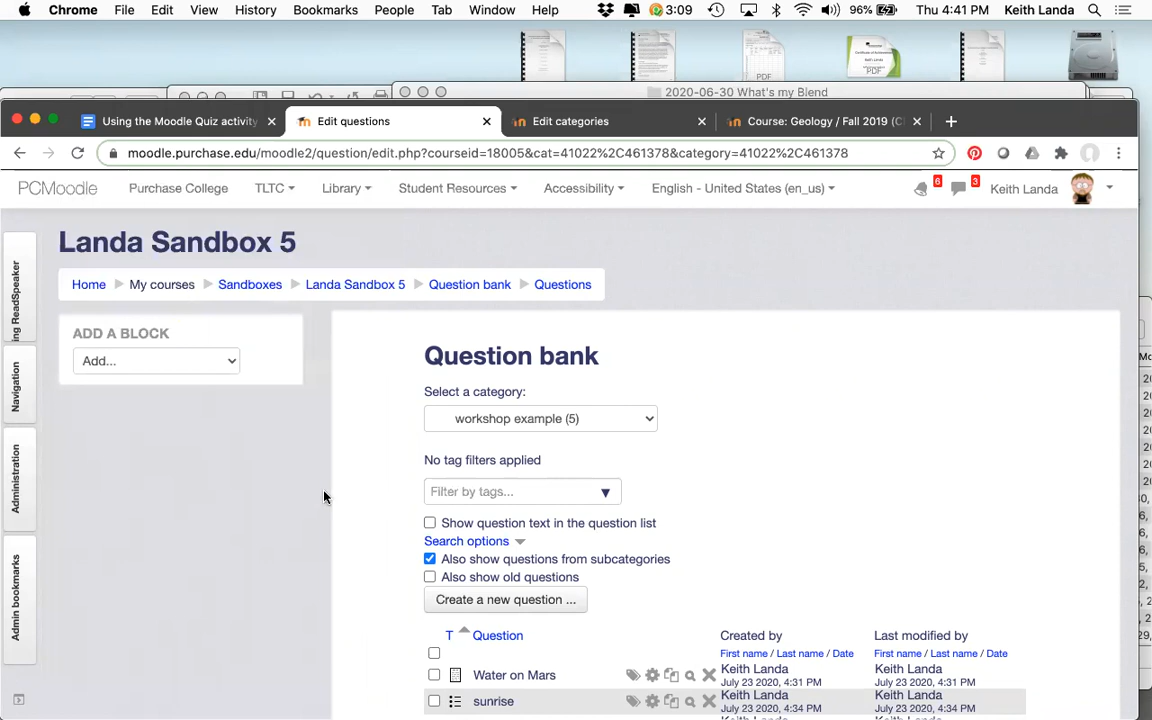 Chrome File Edit View History Bookmarks People Tab Window Help 3:09 96% Thu 4:41 PM Keith Landa
PDF
PDF
2020-06-30 What's my Blend
Using the Moodle Quiz activity Edit questions Edit categories Course: Geology / Fall 2019 (C
moodle.purchase.edu/moodle2/question/edit.php?courseid=18005&cat=41022%2C461378&category=41022%2C461378
PCMoodle Purchase College TLTC Library Student Resources Accessibility English - United States (en_us) 6 3 Keith Landa
Landa Sandbox 5
Home My courses Sandboxes Landa Sandbox 5 Question bank Questions
ng ReadSpeaker
Navigation
Administration
Admin bookmarks
ADD A BLOCK
Add...
Question bank
Select a category:
workshop example (5)
No tag filters applied
Filter by tags...
Show question text in the question list
Search options
Also show questions from subcategories
Also show old questions
Create a new question ...
T Question Created by Last modified by
First name / Last name / Date First name / Last name / Date
Water on Mars Keith Landa Keith Landa
July 23 2020, 4:31 PM July 23 2020, 4:31 PM
sunrise Keith Landa Keith Landa
July 23 2020, 4:34 PM July 23 2020, 4:34 PM